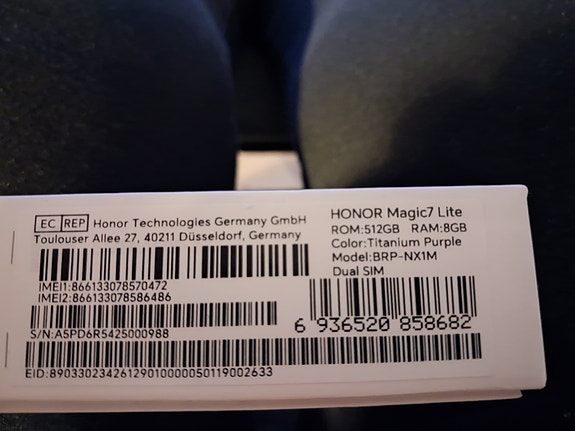 EC REP Honor Technologies Germany GmbH
Toulouser Allee 27, 40211 Düsseldorf, Germany
IMEI1:866133078570472
IMEI2:866133078586486
S/N:A5PD6R5425000988
EID:89033023426129010000050119002633
HONOR Magic7 Lite
ROM:512GB RAM:8GB
Color:Titanium Purple
Model:BRP-NX1M
Dual SIM
6 936520 858682